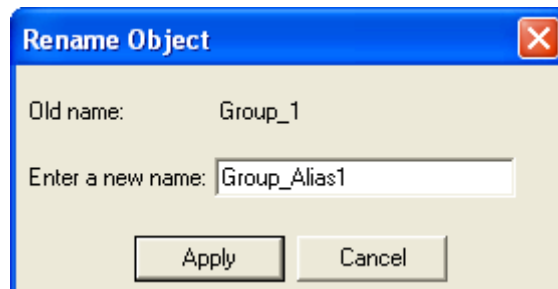 Rename Object
Old name: Group_1
Enter a new name: Group_Alias1
Apply Cancel